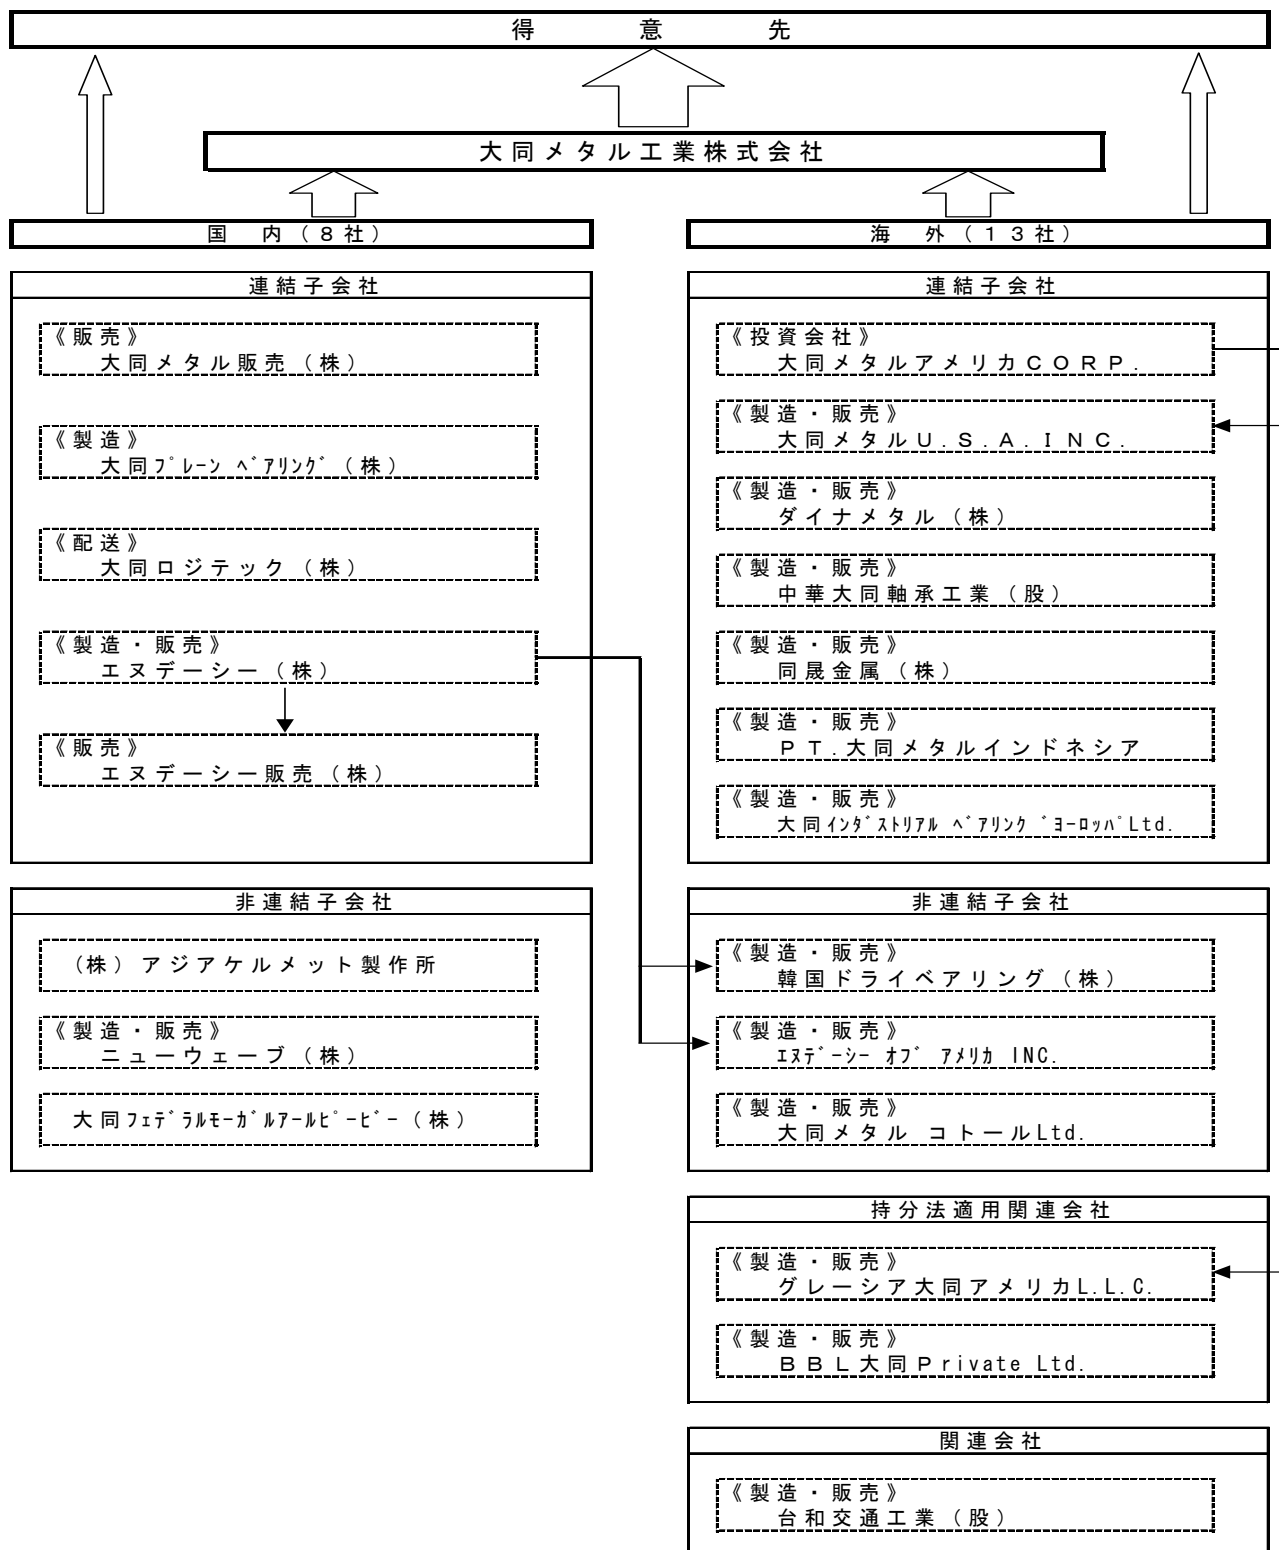 得意先
大同メタル工業株式会社
国 内(8社)
連結子会社
《販売》
大同メタル販売(株)
《製造》
大同ﾌﾟﾚｰﾝ ﾍﾞｱﾘﾝｸﾞ(株)
《配送》
大同ロジテック(株)
《製造・販売》
エヌデーシー(株)
《販売》
エヌデーシー販売(株)
非連結子会社
(株)アジアケルメット製作所
《製造・販売》
ニューウェーブ(株)
大同ﾌｪﾃﾞﾗﾙﾓｰｶﾞﾙｱｰﾙﾋﾟｰﾋﾞｰ(株)
海 外(13社)
連結子会社
《投資会社》
大同メタルアメリカCORP.
《製造・販売》
大同メタルU.S.A.INC.
《製造・販売》
ダイナメタル(株)
《製造・販売》
中華大同軸承工業(股)
《製造・販売》
同晟金属(株)
《製造・販売》
PT.大同メタルインドネシア
《製造・販売》
大同ｲﾝﾀﾞｽﾄﾘｱﾙ ﾍﾞｱﾘﾝｸ ﾞﾖｰﾛｯﾊﾟLtd.
非連結子会社
《製造・販売》
韓国ドライベアリング(株)
《製造・販売》
ｴﾇﾃﾞｰｼｰ ｵﾌﾞ ｱﾒﾘｶ INC.
《製造・販売》
大同メタル コトールLtd.
持分法適用関連会社
《製造・販売》
グレーシア大同アメリカL.L.C.
《製造・販売》
BBL大同Private Ltd.
関連会社
《製造・販売》
台和交通工業(股)